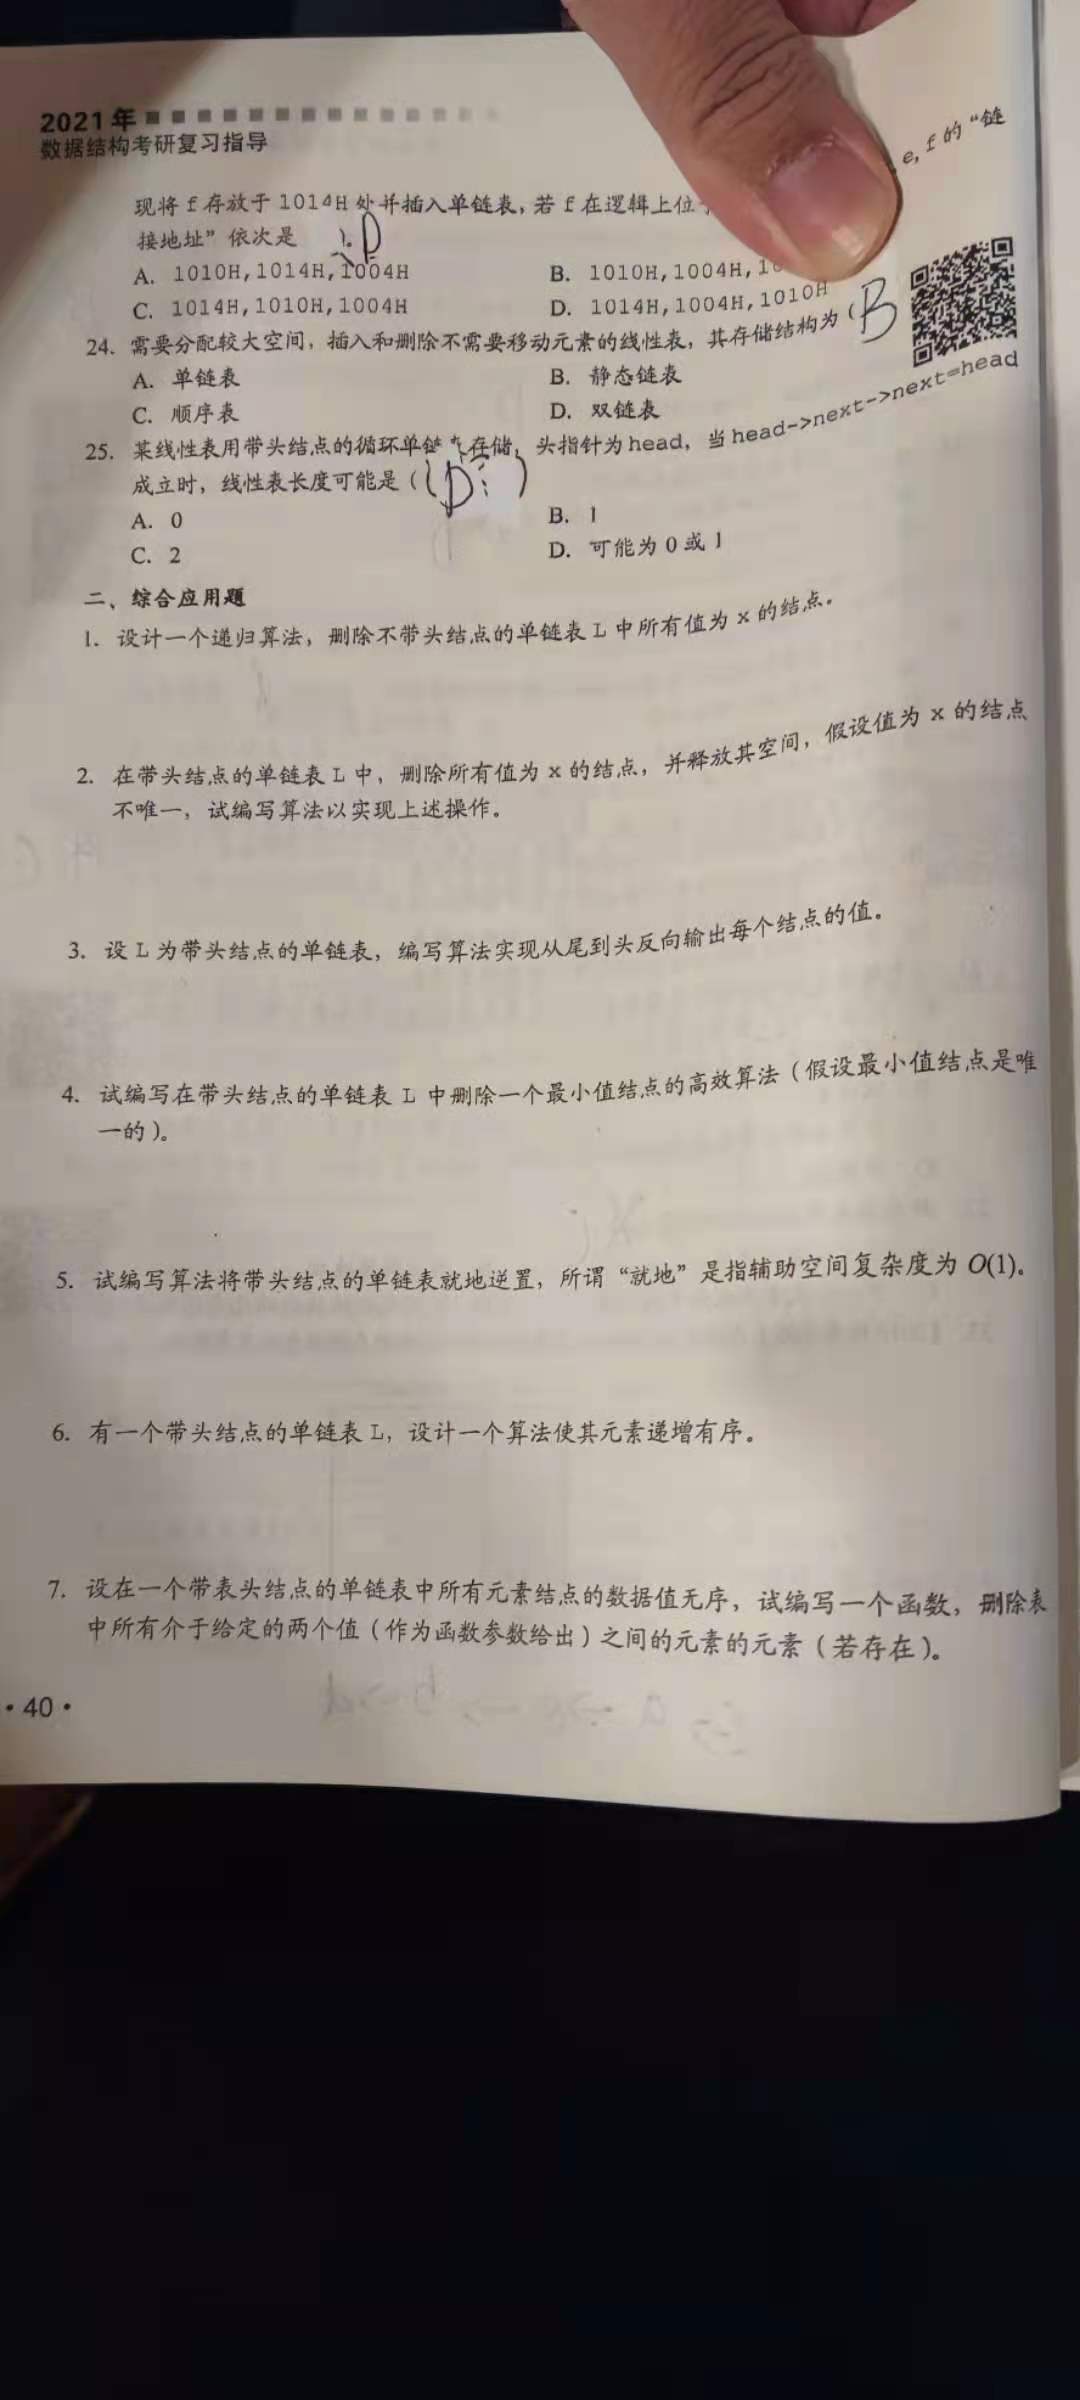 2021年
数据结构考研复习指导
现将 f 存放于 1014H 处并插入单链表，若 f 在逻辑上位 e, f 的“链
接地址”依次是
D
A. 1010H,1014H,1004H B. 1010H,1004H,
C. 1014H,1010H,1004H D. 1014H,1004H,1010H
24. 需要分配较大空间，插入和删除不需要移动元素的线性表，其存储结构为（B
A. 单链表 B. 静态链表
C. 顺序表 D. 双链表
25. 某线性表用带头结点的循环单链 存储，头指针为head，当head->next->next=head
成立时，线性表长度可能是（D）
A. 0 B. 1
C. 2 D. 可能为 0 或 1
二、综合应用题
1. 设计一个递归算法，删除不带头结点的单链表 L 中所有值为 x 的结点。
2. 在带头结点的单链表 L 中，删除所有值为 x 的结点，并释放其空间，假设值为 x 的结点
不唯一，试编写算法以实现上述操作。
3. 设 L 为带头结点的单链表，编写算法实现从尾到头反向输出每个结点的值。
4. 试编写在带头结点的单链表 L 中删除一个最小值结点的高效算法（假设最小值结点是唯
一的）。
5. 试编写算法将带头结点的单链表就地逆置，所谓“就地”是指辅助空间复杂度为 O(1)。
6. 有一个带头结点的单链表 L，设计一个算法使其元素递增有序。
7. 设在一个带表头结点的单链表中所有元素结点的数据值无序，试编写一个函数，删除表
中所有介于给定的两个值（作为函数参数给出）之间的元素的元素（若存在）。
·40·